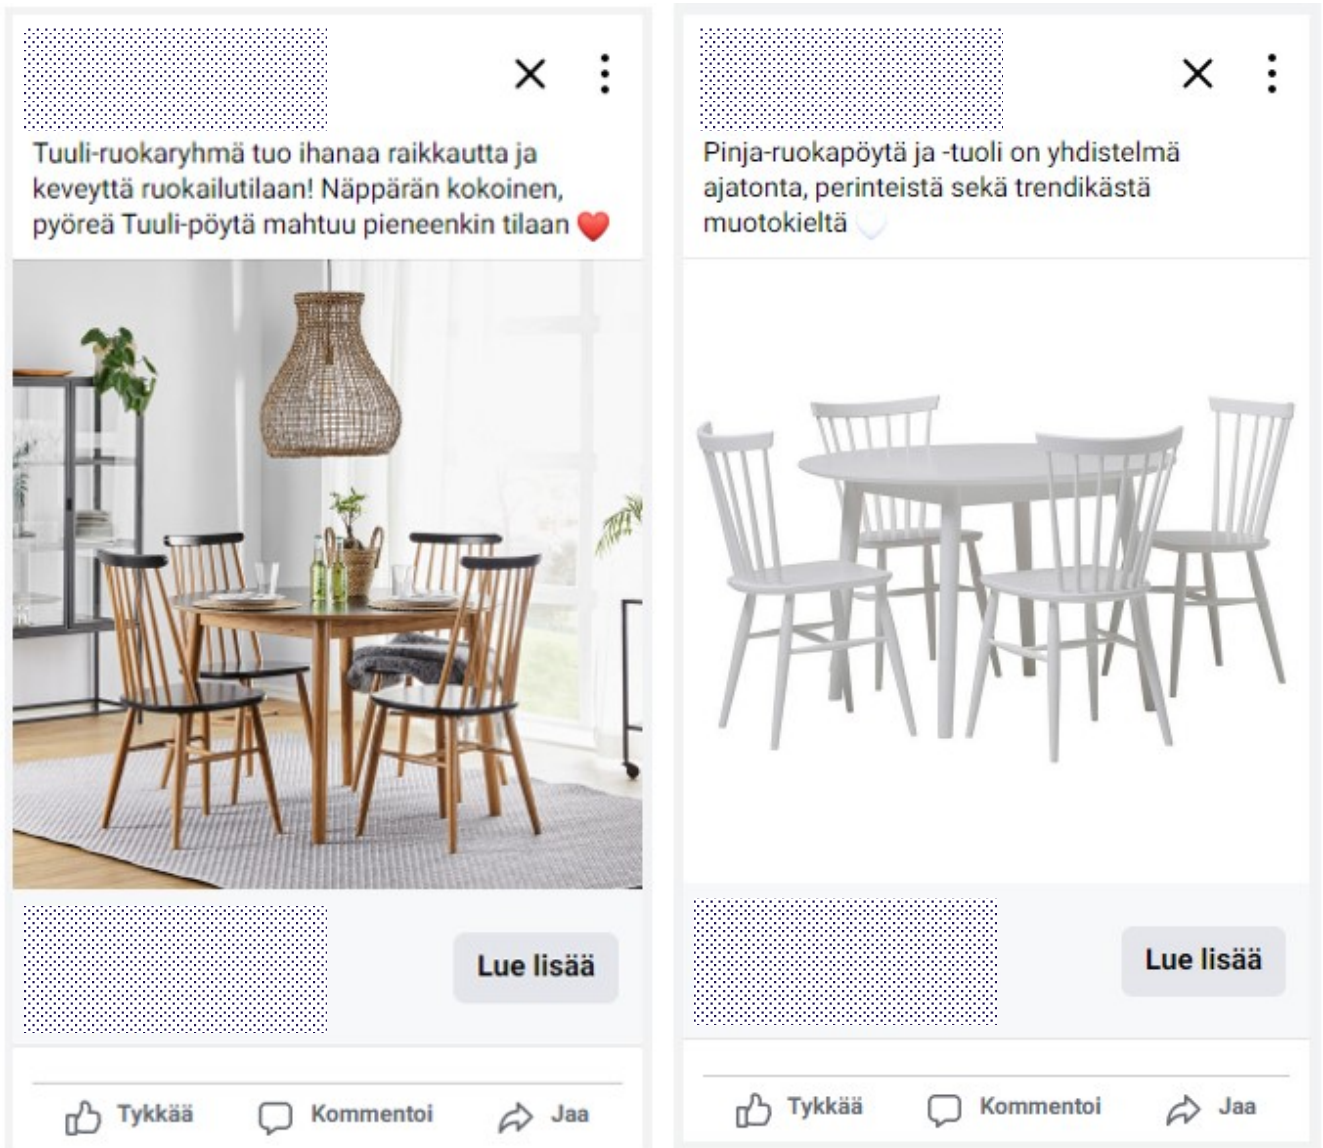 Tuuli-ruokaryhmä tuo ihanaa raikkautta ja
keveyttä ruokailutilaan! Näppärän kokoinen,
pyöreä Tuuli-pöytä mahtuu pieneenkin tilaan ❤️
Lue lisää
Tykkää
Kommentoi
Jaa
Pinja-ruokapöytä ja -tuoli on yhdistelmä
ajatonta, perinteistä sekä trendikästä
muotokieltä 🤍
Lue lisää
Tykkää
Kommentoi
Jaa